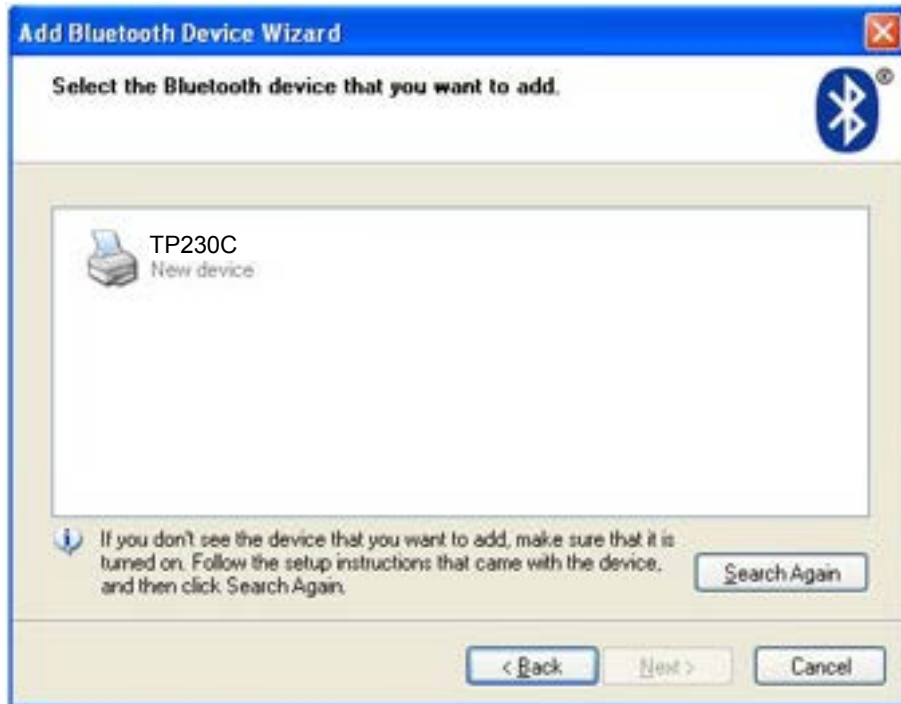 Add Bluetooth Device Wizard
Select the Bluetooth device that you want to add.
®
TP230C
New device
If you don't see the device that you want to add, make sure that it is
turned on. Follow the setup instructions that came with the device,
and then click Search Again.
Search Again
< Back
Next >
Cancel